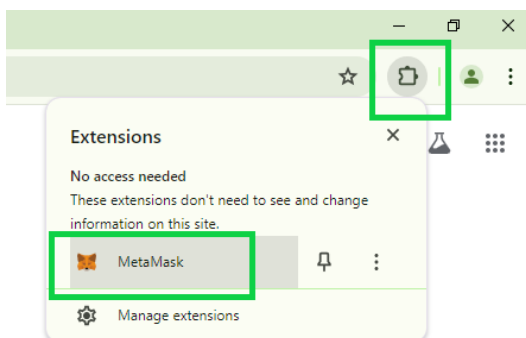 Extensions
No access needed
These extensions don't need to see and change
information on this site.
MetaMask
Manage extensions